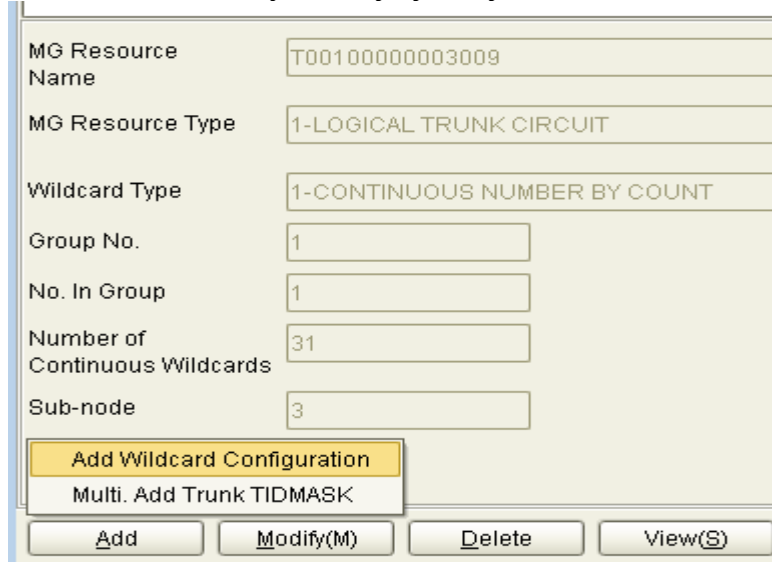 MG Resource
Name
T00100000003009
MG Resource Type
1-LOGICAL TRUNK CIRCUIT
Wildcard Type
1-CONTINUOUS NUMBER BY COUNT
Group No.
1
No. In Group
1
Number of
Continuous Wildcards
31
Sub-node
3
Add Wildcard Configuration
Multi. Add Trunk TIDMASK
Add Modify(M) Delete View(S)